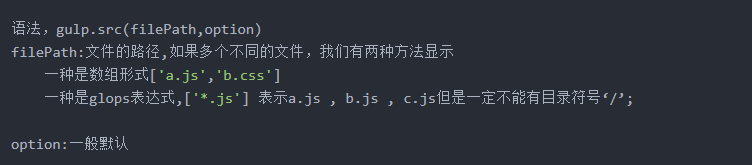 语法，gulp.src(filePath,option)
filePath:文件的路径,如果多个不同的文件，我们有两种方法显示
一种是数组形式['a.js','b.css']
一种是glops表达式,['*.js'] 表示a.js , b.js , c.js但是一定不能有目录符号‘/’;
option:一般默认